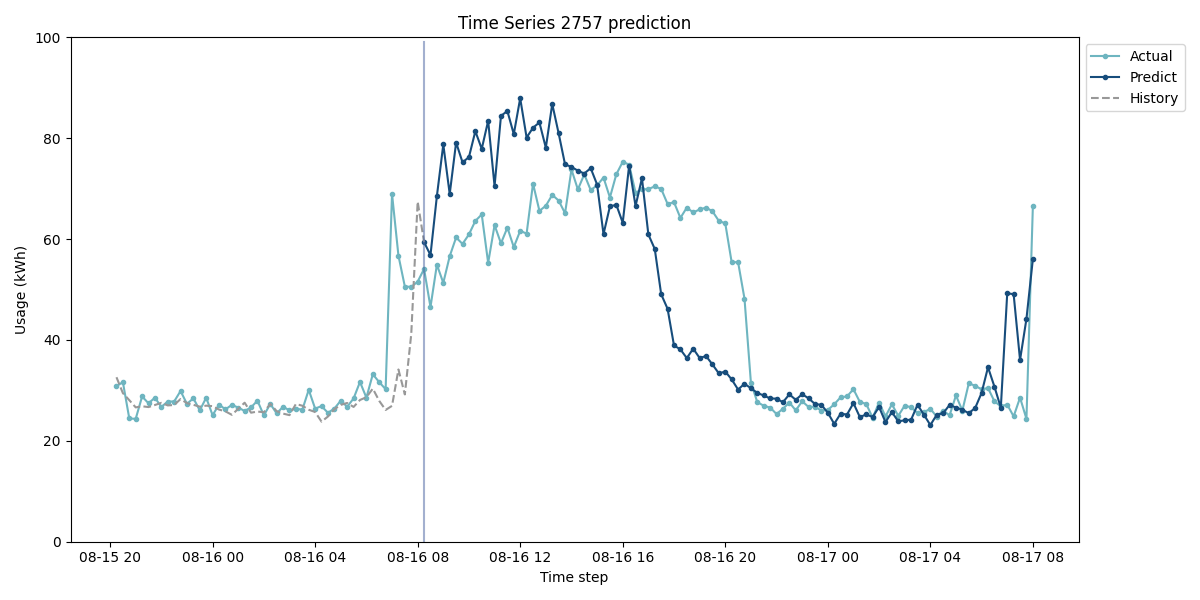 Time Series 2757 prediction
Actual
Predict
History
Usage (kWh)
100
80
60
40
20
0
08-15 20
08-16 00
08-16 04
08-16 08
08-16 12
08-16 16
08-16 20
08-17 00
08-17 04
08-17 08
Time step